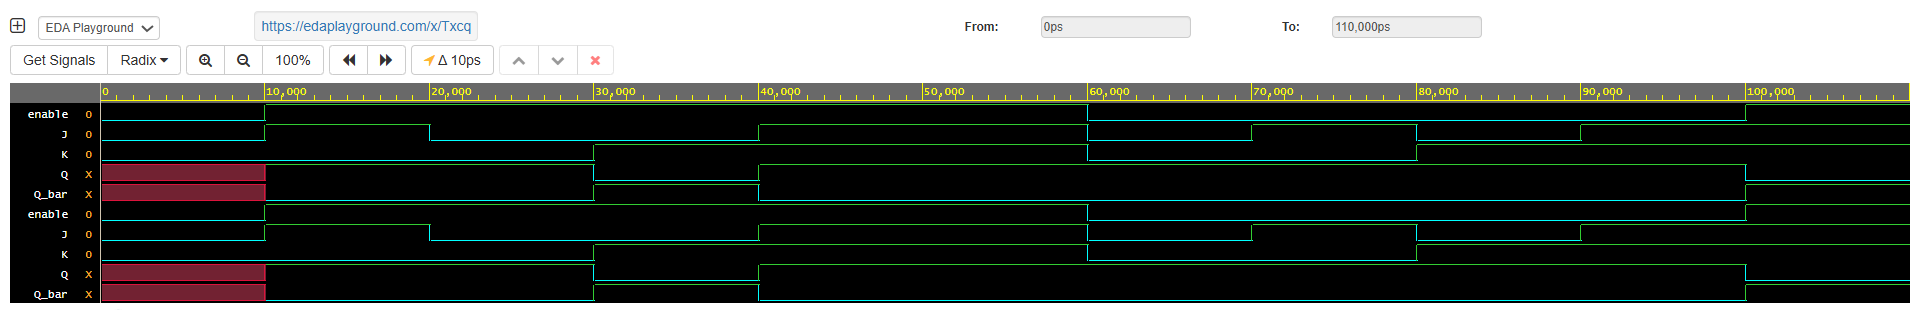 EDA Playground https://edaplayground.com/x/Txcq From: 0ps To: 110,000ps
Get Signals Radix 100% Δ 10ps
0 10,000 20,000 30,000 40,000 50,000 60,000 70,000 80,000 90,000 100,000
enable 0
J 0
K 0
Q X
Q_bar X
enable 0
J 0
K 0
Q X
Q_bar X